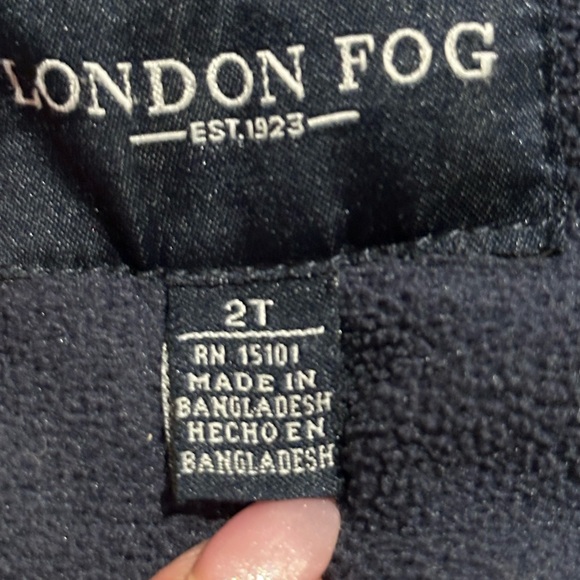 LONDON FOG
EST.1923
2T
RN 15101
MADE IN
BANGLADESH
HECHO EN
BANGLADESH